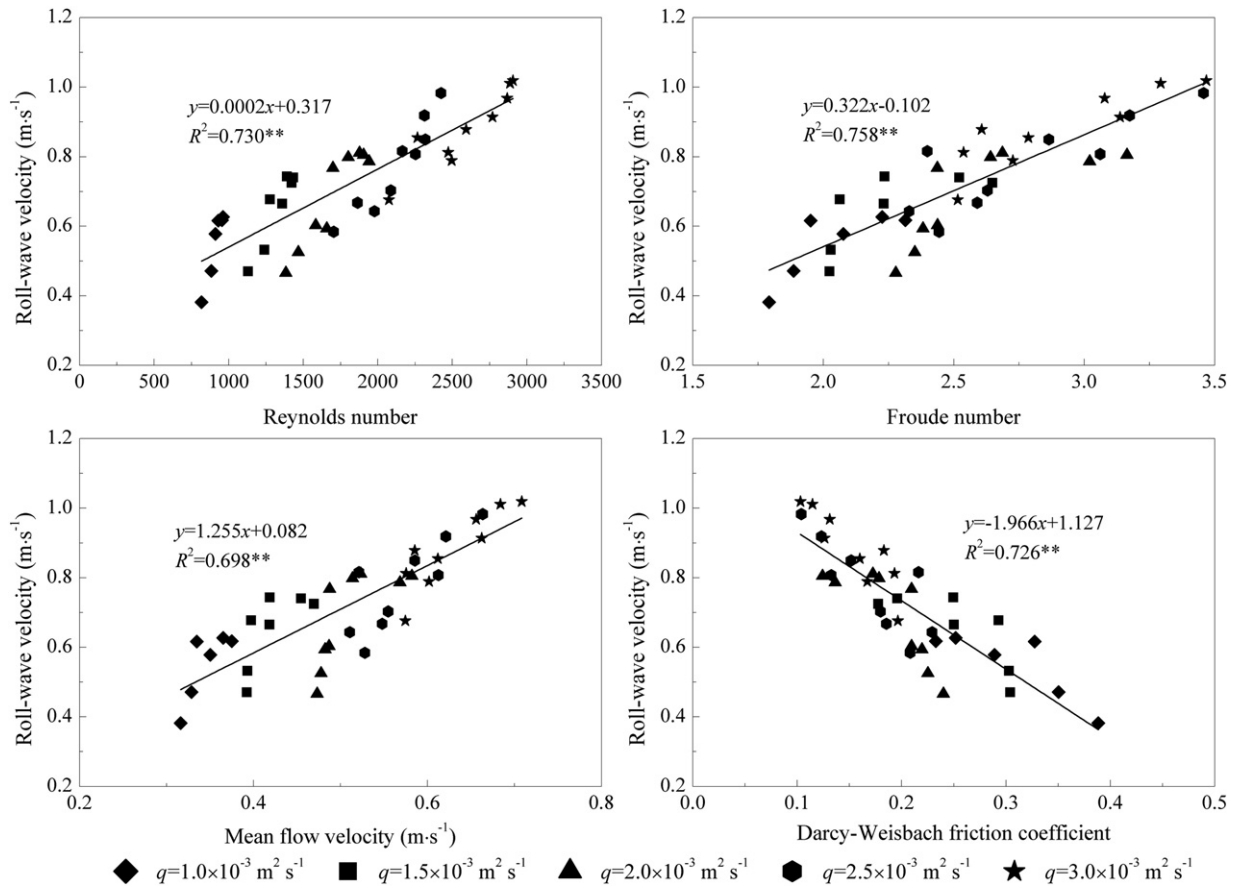 1.2
1.0
0.8
0.6
0.4
0.2
Roll-wave velocity (m·s⁻¹)
y=0.0002x+0.317
R²=0.730**
0 500 1000 1500 2000 2500 3000 3500
Reynolds number
1.2
1.0
0.8
0.6
0.4
0.2
Roll-wave velocity (m·s⁻¹)
y=0.322x-0.102
R²=0.758**
1.5 2.0 2.5 3.0 3.5
Froude number
1.2
1.0
0.8
0.6
0.4
0.2
Roll-wave velocity (m·s⁻¹)
y=1.255x+0.082
R²=0.698**
0.2 0.4 0.6 0.8
Mean flow velocity (m·s⁻¹)
1.2
1.0
0.8
0.6
0.4
0.2
Roll-wave velocity (m·s⁻¹)
y=-1.966x+1.127
R²=0.726**
0.0 0.1 0.2 0.3 0.4 0.5
Darcy-Weisbach friction coefficient
q=1.0×10⁻³ m² s⁻¹ q=1.5×10⁻³ m² s⁻¹ q=2.0×10⁻³ m² s⁻¹ q=2.5×10⁻³ m² s⁻¹ q=3.0×10⁻³ m² s⁻¹